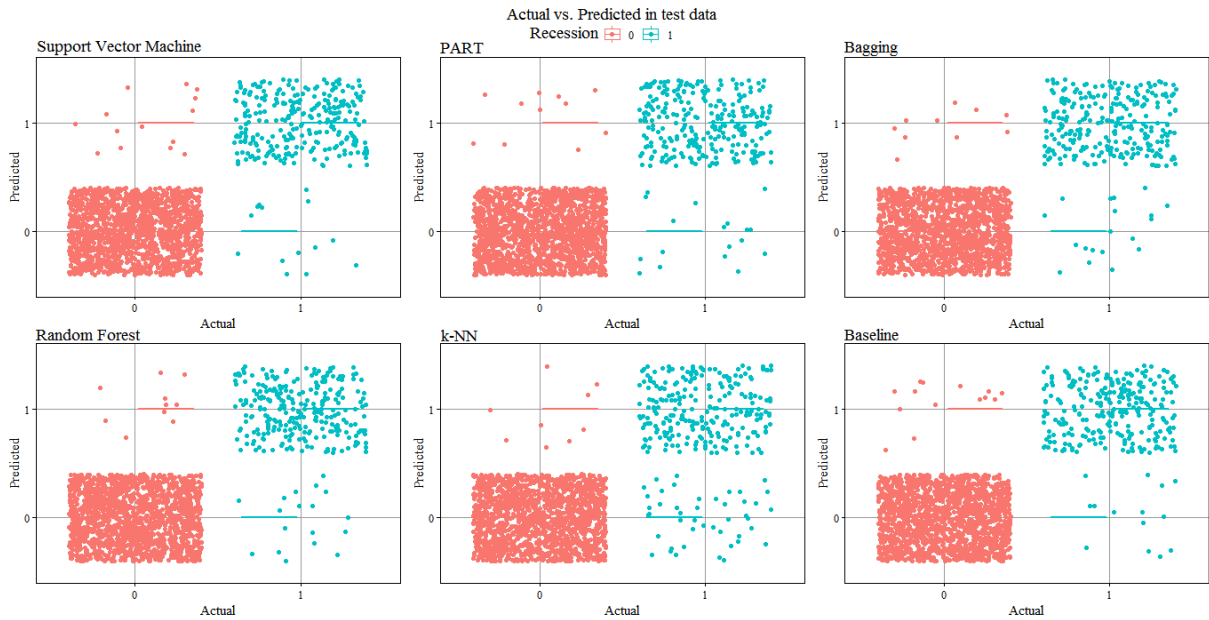 Actual vs. Predicted in test data
Recession 0 1
Support Vector Machine
PART
Bagging
Predicted
1
0
0
1
Actual
Predicted
1
0
0
1
Actual
Predicted
1
0
0
1
Actual
Random Forest
k-NN
Baseline
Predicted
1
0
0
1
Actual
Predicted
1
0
0
1
Actual
Predicted
1
0
0
1
Actual